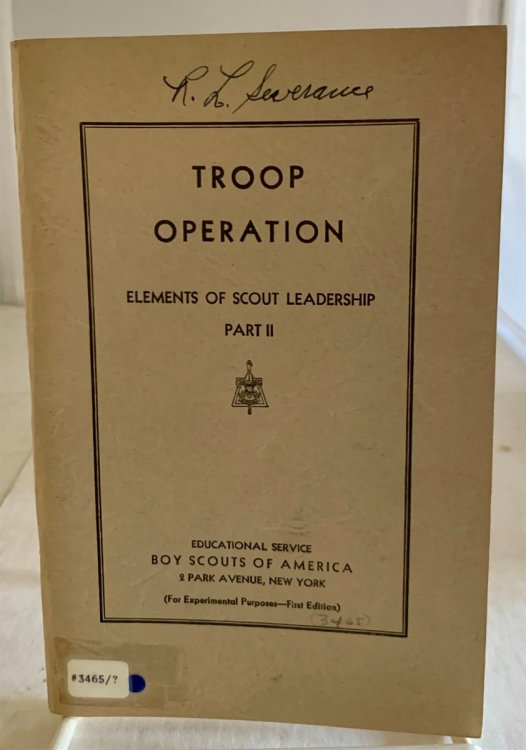 R. L. Severance
TROOP
OPERATION
ELEMENTS OF SCOUT LEADERSHIP
PART II
EDUCATIONAL SERVICE
BOY SCOUTS OF AMERICA
2 PARK AVENUE, NEW YORK
(For Experimental Purposes—First Edition)
(3465)
#3465/?